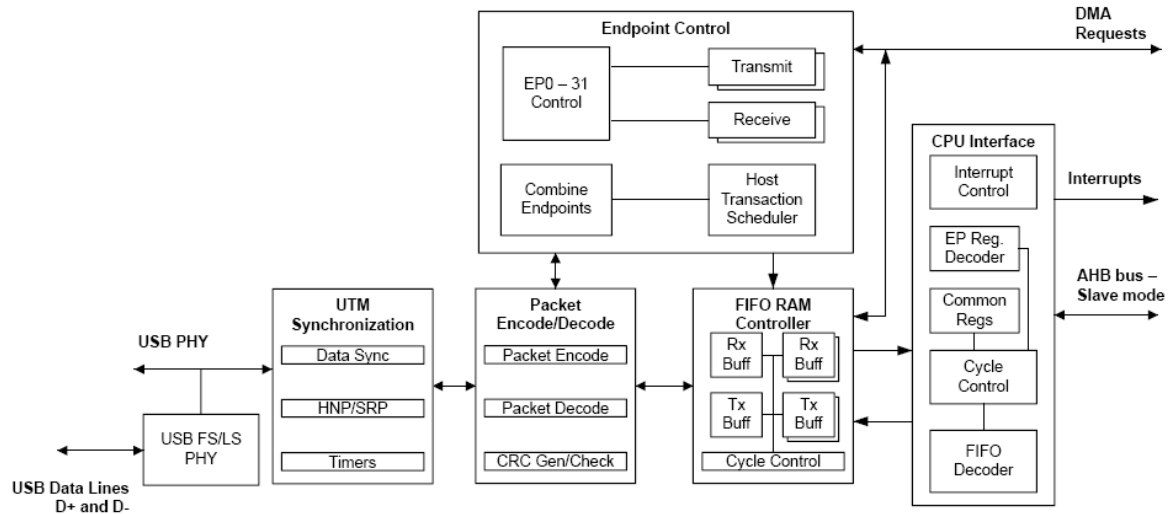 DMA
Requests
Endpoint Control
EP0 – 31
Control
Transmit
Receive
Combine
Endpoints
Host
Transaction
Scheduler
CPU Interface
Interrupt
Control
Interrupts
EP Reg.
Decoder
AHB bus –
Slave mode
Common
Regs
Cycle
Control
FIFO
Decoder
UTM
Synchronization
Data Sync
HNP/SRP
Timers
Packet
Encode/Decode
Packet Encode
Packet Decode
CRC Gen/Check
FIFO RAM
Controller
Rx
Buff
Rx
Buff
Tx
Buff
Tx
Buff
Cycle Control
USB PHY
USB FS/LS
PHY
USB Data Lines
D+ and D-